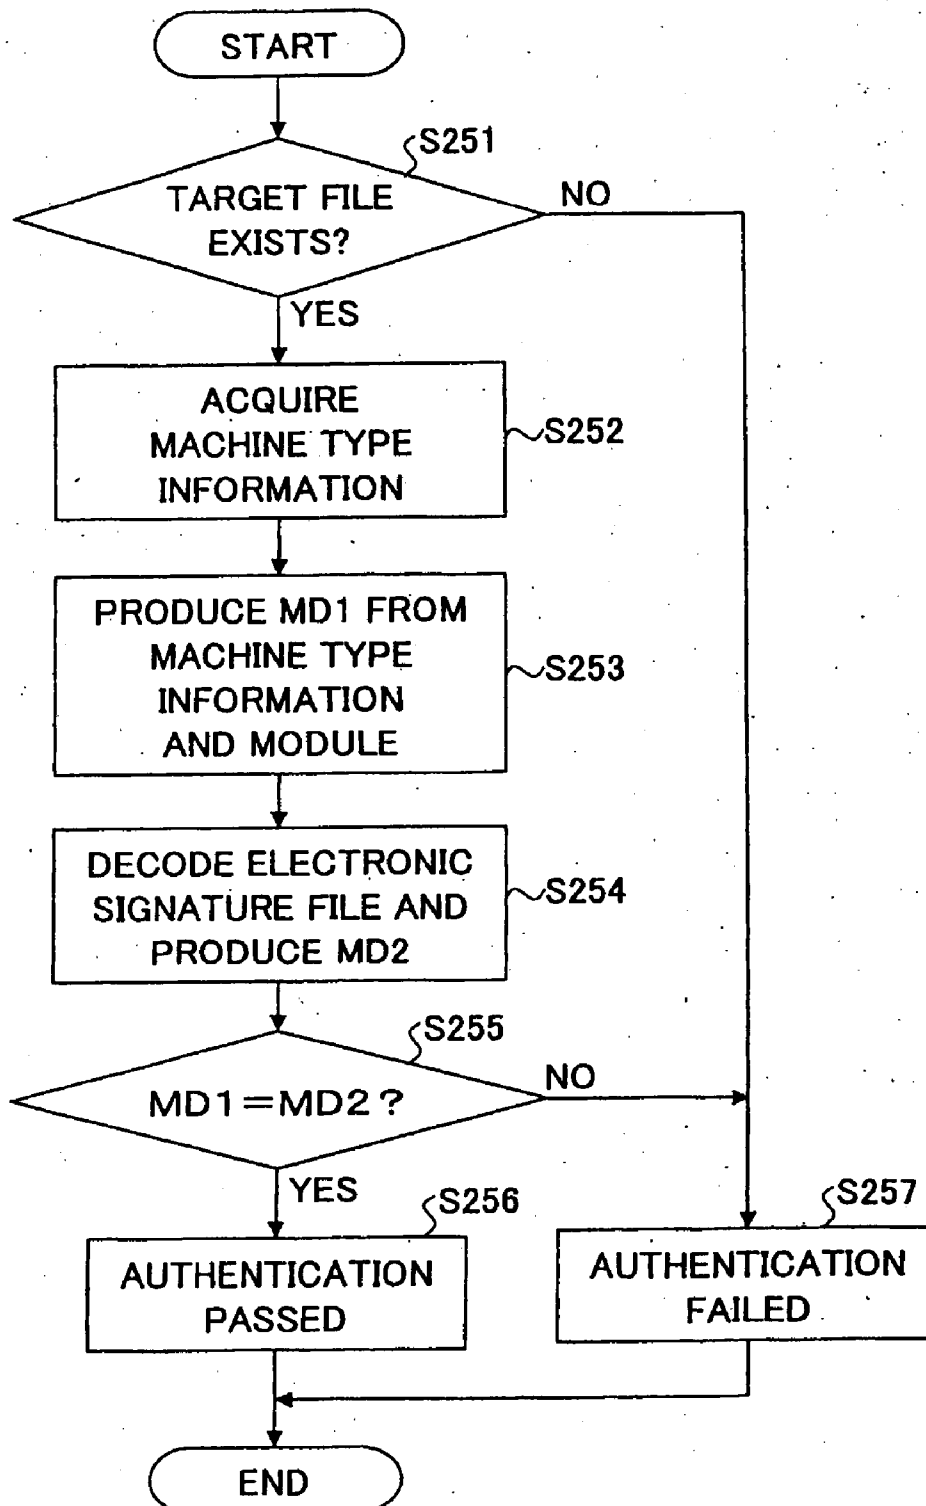 START
S251
TARGET FILE
EXISTS?
NO
YES
ACQUIRE
MACHINE TYPE
INFORMATION
S252
PRODUCE MD1 FROM
MACHINE TYPE
INFORMATION
AND MODULE
S253
DECODE ELECTRONIC
SIGNATURE FILE AND
PRODUCE MD2
S254
S255
MD1=MD2?
NO
YES
S256
AUTHENTICATION
PASSED
S257
AUTHENTICATION
FAILED
END